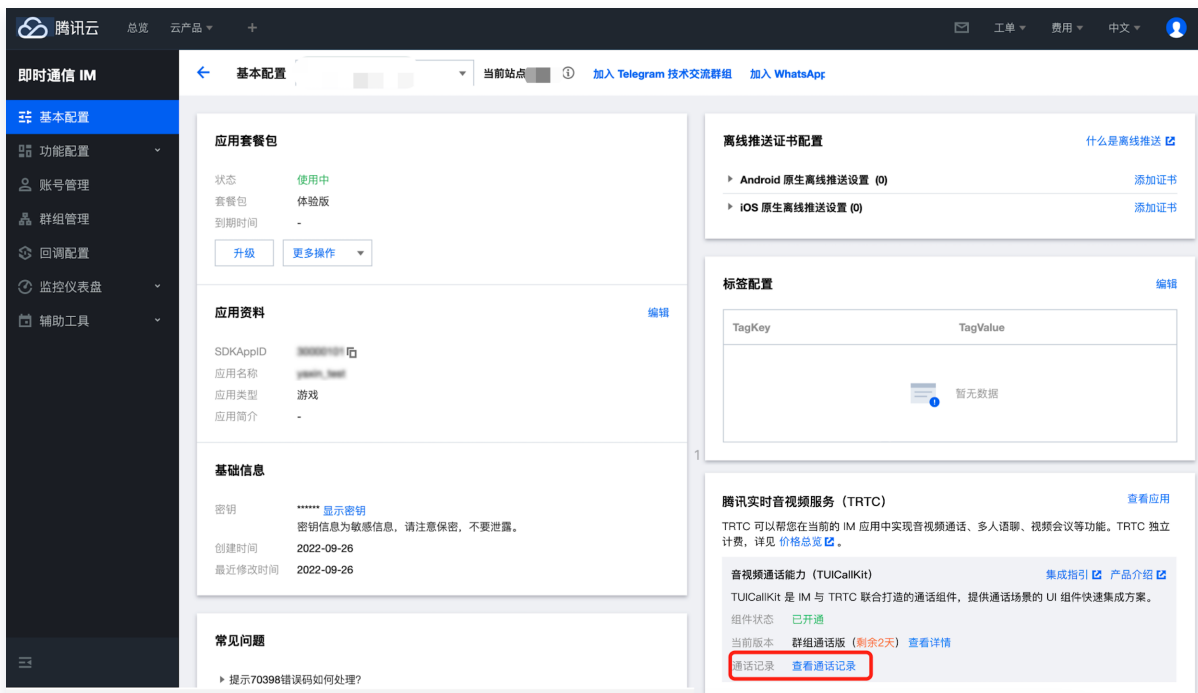 腾讯云 总览 云产品 + 工单 费用 中文
即时通信 IM
基本配置
功能配置
账号管理
群组管理
回调配置
监控仪表盘
辅助工具
基本配置 当前站点 加入 Telegram 技术交流群组 加入 WhatsApp
应用套餐包
状态 使用中
套餐包 体验版
到期时间 -
升级 更多操作
应用资料 编辑
SDKAppID
应用名称
应用类型 游戏
应用简介 -
基础信息
密钥 ****** 显示密钥
密钥信息为敏感信息，请注意保密，不要泄露。
创建时间 2022-09-26
最近修改时间 2022-09-26
常见问题
提示70398错误码如何处理?
离线推送证书配置 什么是离线推送
Android 原生离线推送设置 (0) 添加证书
iOS 原生离线推送设置 (0) 添加证书
标签配置 编辑
TagKey TagValue
暂无数据
1
腾讯实时音视频服务（TRTC） 查看应用
TRTC 可以帮您在当前的 IM 应用中实现音视频通话、多人语聊、视频会议等功能。TRTC 独立
计费，详见 价格总览 。
音视频通话能力（TUICallKit） 集成指引 产品介绍
TUICallKit 是 IM 与 TRTC 联合打造的通话组件，提供通话场景的 UI 组件快速集成方案。
组件状态 已开通
当前版本 群组通话版（剩余2天） 查看详情
通话记录 查看通话记录